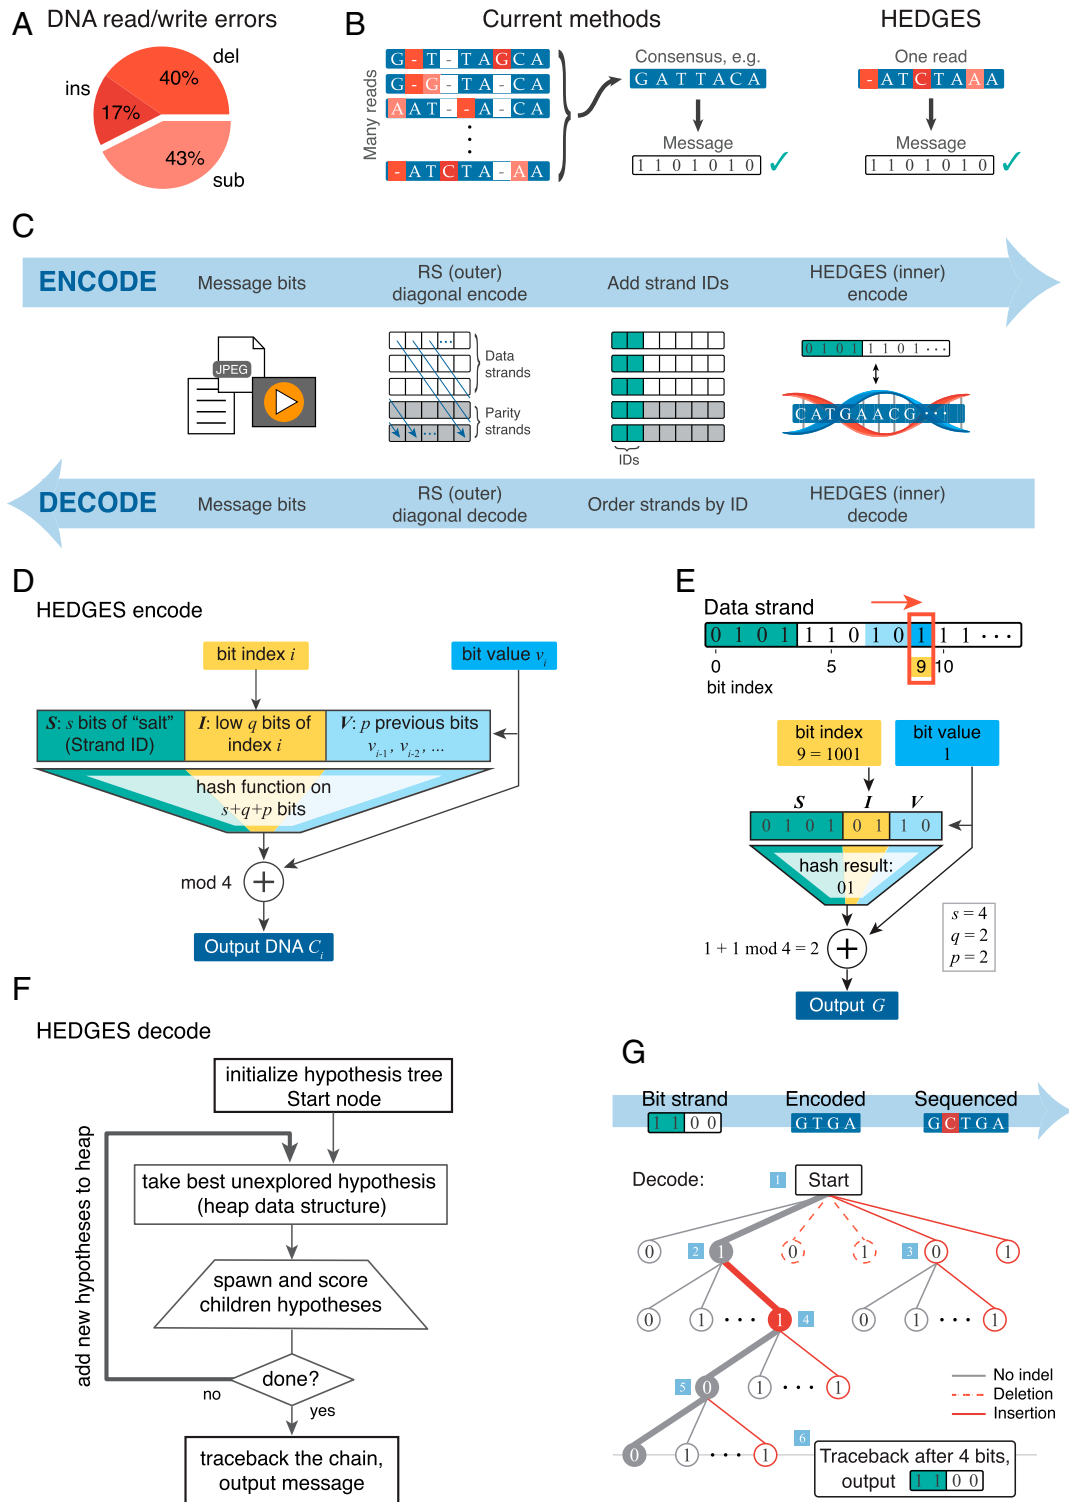 A
DNA read/write errors
del
40%
ins
17%
43%
sub
B
Current methods
HEDGES
Many reads
G - T - T A G C A
G - G - T A - C A
A A T - - A - C A
- A T C T A - A A
Consensus, e.g.
G A T T A C A
Message
1 1 0 1 0 1 0 ✓
One read
- A T C T A A A
Message
1 1 0 1 0 1 0 ✓
C
ENCODE
Message bits
RS (outer)
diagonal encode
Add strand IDs
HEDGES (inner)
encode
JPEG
...
Data
strands
Parity
strands
...
IDs
0 1 0 1 1 1 0 1 ...
C A T G A A C G ...
DECODE
Message bits
RS (outer)
diagonal decode
Order strands by ID
HEDGES (inner)
decode
D
HEDGES encode
bit index i
bit value vᵢ
S: s bits of “salt”
(Strand ID)
I: low q bits of
index i
V: p previous bits
vᵢ₋₁, vᵢ₋₂, ...
hash function on
s+q+p bits
mod 4
+
Output DNA Cᵢ
E
Data strand
0 1 0 1 1 1 0 1 0 1 1 1 ...
0 5 9 10
bit index
bit index
9 = 1001
bit value
1
S I V
0 1 0 1 0 1 1 0
hash result:
01
s = 4
q = 2
p = 2
1 + 1 mod 4 = 2
+
Output G
F
HEDGES decode
initialize hypothesis tree
Start node
add new hypotheses to heap
take best unexplored hypothesis
(heap data structure)
spawn and score
children hypotheses
done?
no
yes
traceback the chain,
output message
G
Bit strand
1 1 0 0
Encoded
G T G A
Sequenced
G C T G A
Decode:
1
Start
0 2 1 0 1 3 0 1
0 1 ... 1 4 0 1 ... 1
5 0 1 ... 1
0 1 ... 1 6
No indel
Deletion
Insertion
Traceback after 4 bits,
output 1 1 0 0